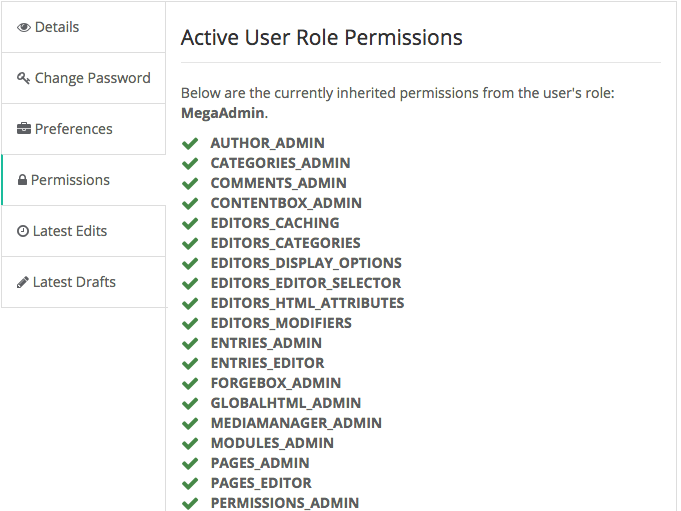 Details
Change Password
Preferences
Permissions
Latest Edits
Latest Drafts
Active User Role Permissions
Below are the currently inherited permissions from the user's role:
MegaAdmin.
AUTHOR_ADMIN
CATEGORIES_ADMIN
COMMENTS_ADMIN
CONTENTBOX_ADMIN
EDITORS_CACHING
EDITORS_CATEGORIES
EDITORS_DISPLAY_OPTIONS
EDITORS_EDITOR_SELECTOR
EDITORS_HTML_ATTRIBUTES
EDITORS_MODIFIERS
ENTRIES_ADMIN
ENTRIES_EDITOR
FORGEBOX_ADMIN
GLOBALHTML_ADMIN
MEDIAMANAGER_ADMIN
MODULES_ADMIN
PAGES_ADMIN
PAGES_EDITOR
PERMISSIONS_ADMIN